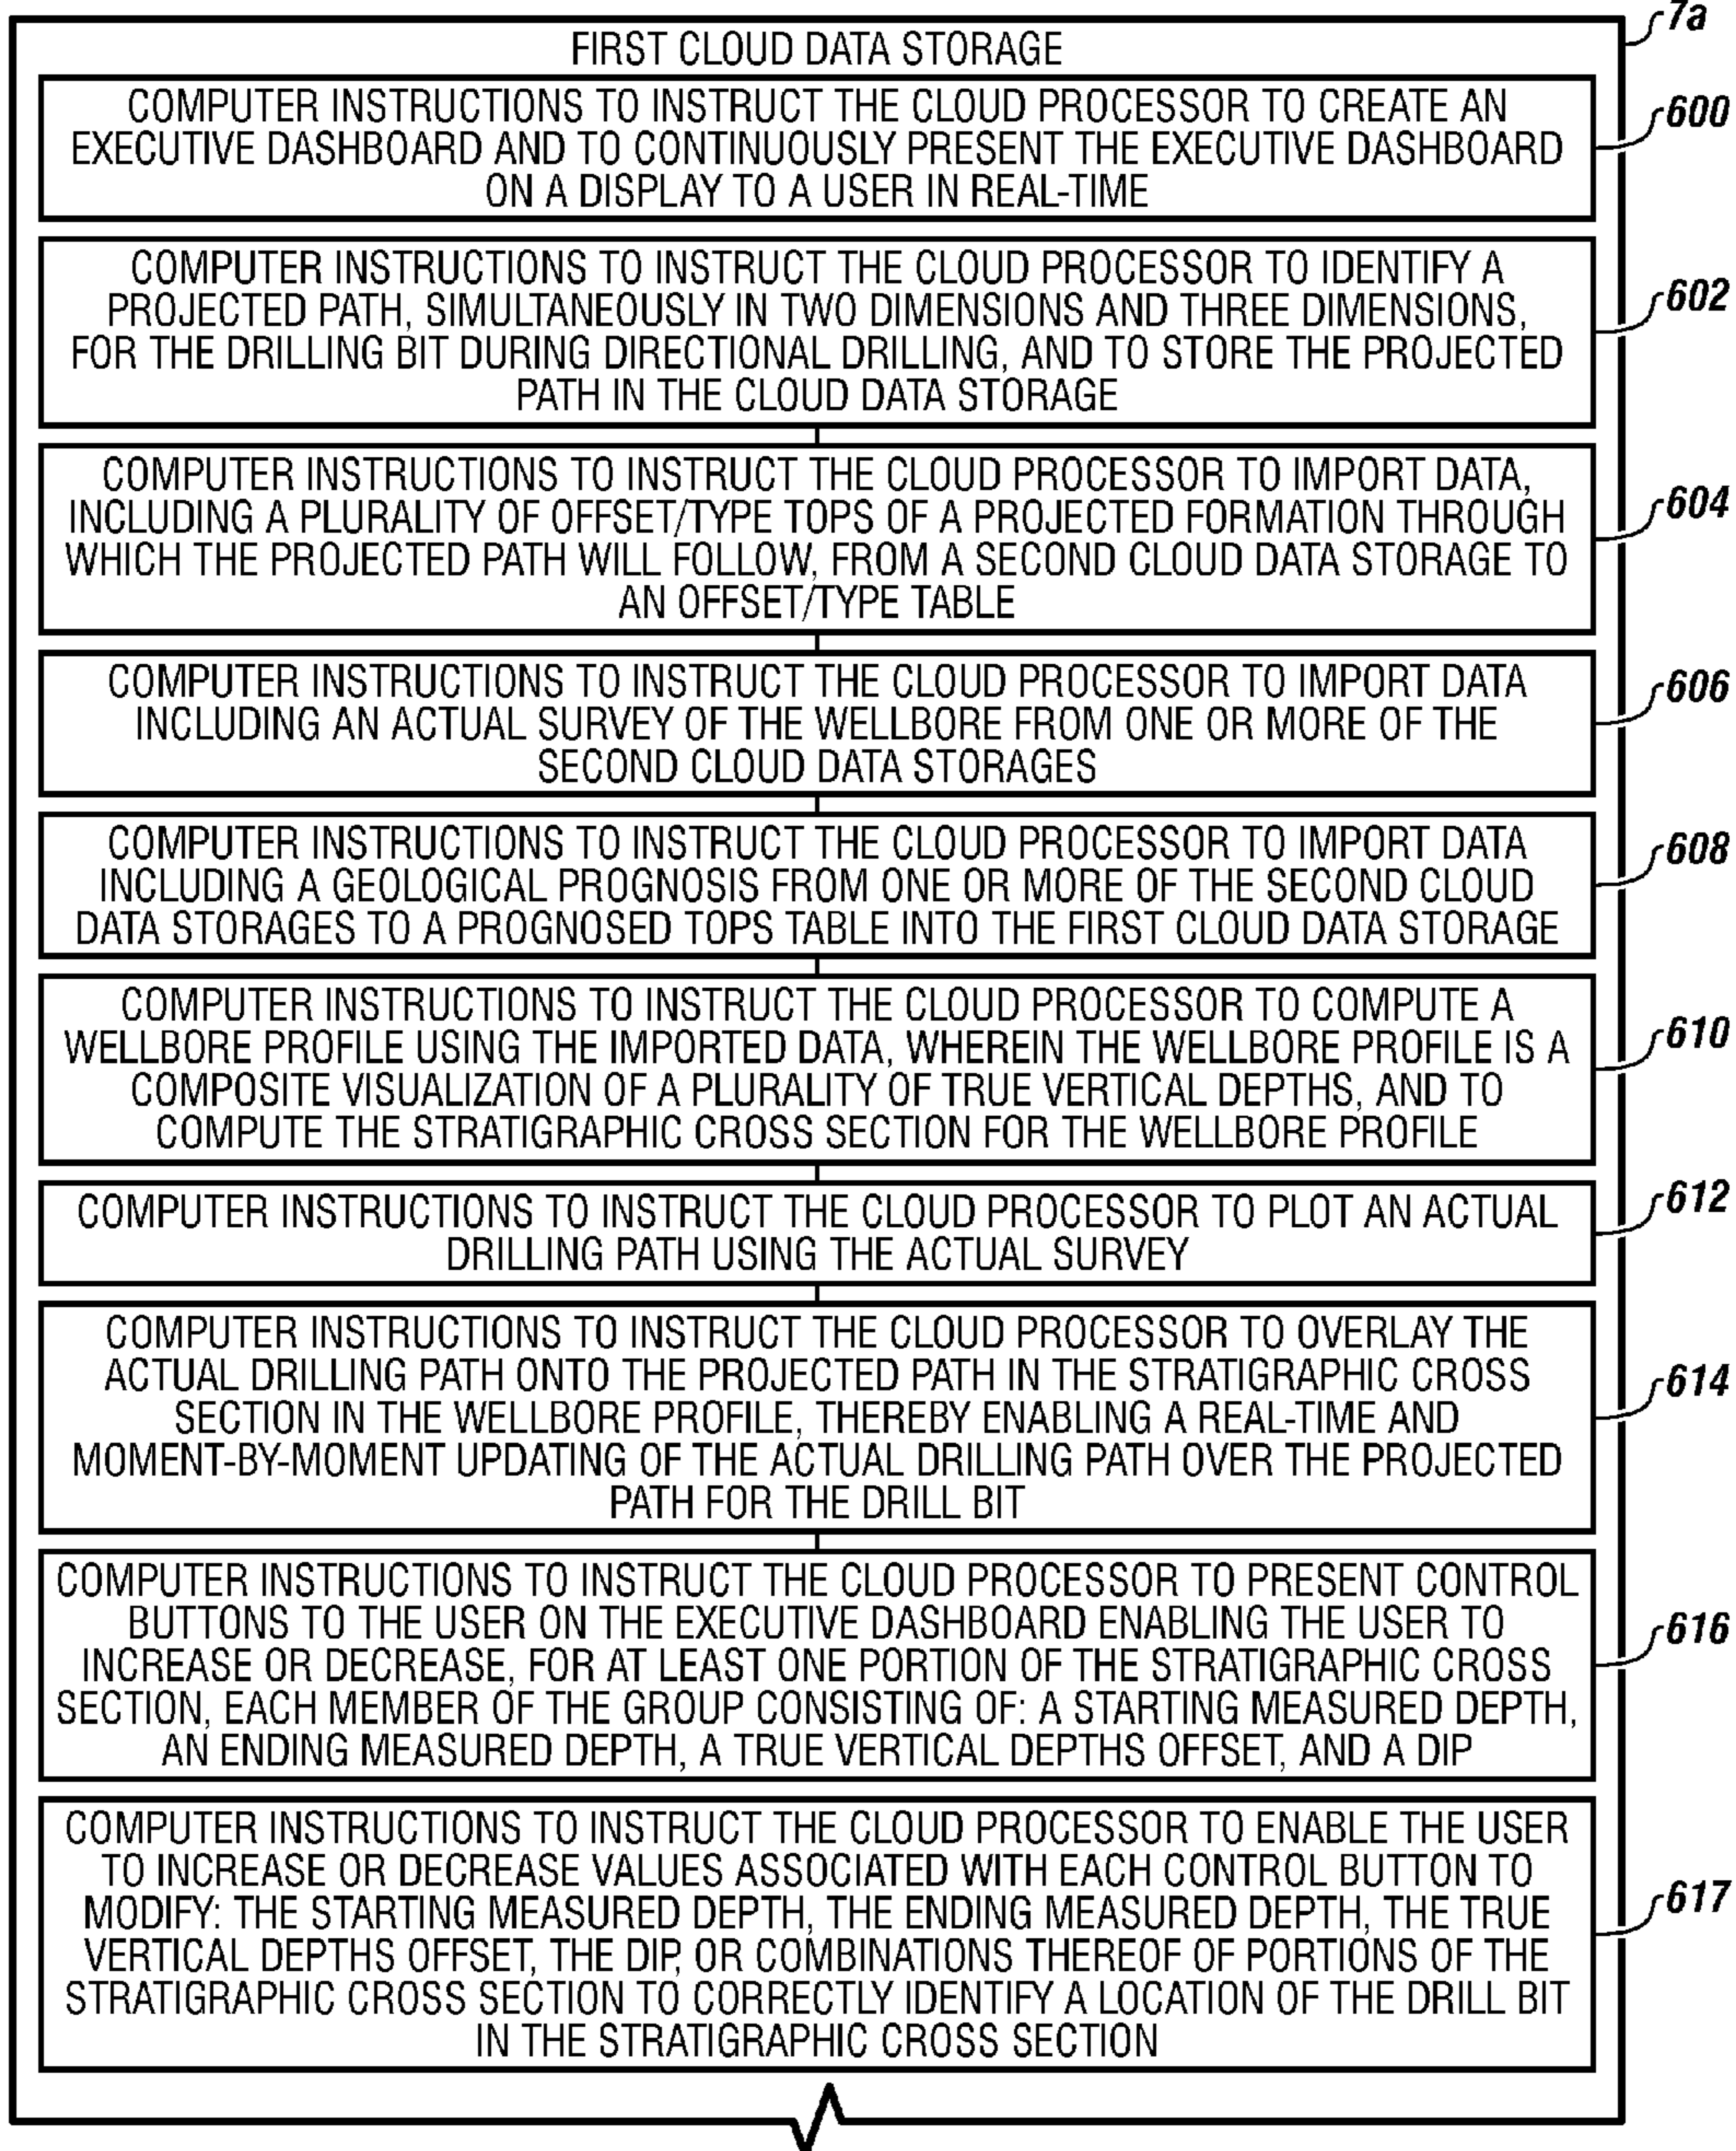 7a
FIRST CLOUD DATA STORAGE
COMPUTER INSTRUCTIONS TO INSTRUCT THE CLOUD PROCESSOR TO CREATE AN
EXECUTIVE DASHBOARD AND TO CONTINUOUSLY PRESENT THE EXECUTIVE DASHBOARD
ON A DISPLAY TO A USER IN REAL-TIME
600
COMPUTER INSTRUCTIONS TO INSTRUCT THE CLOUD PROCESSOR TO IDENTIFY A
PROJECTED PATH, SIMULTANEOUSLY IN TWO DIMENSIONS AND THREE DIMENSIONS,
FOR THE DRILLING BIT DURING DIRECTIONAL DRILLING, AND TO STORE THE PROJECTED
PATH IN THE CLOUD DATA STORAGE
602
COMPUTER INSTRUCTIONS TO INSTRUCT THE CLOUD PROCESSOR TO IMPORT DATA,
INCLUDING A PLURALITY OF OFFSET/TYPE TOPS OF A PROJECTED FORMATION THROUGH
WHICH THE PROJECTED PATH WILL FOLLOW, FROM A SECOND CLOUD DATA STORAGE TO
AN OFFSET/TYPE TABLE
604
COMPUTER INSTRUCTIONS TO INSTRUCT THE CLOUD PROCESSOR TO IMPORT DATA
INCLUDING AN ACTUAL SURVEY OF THE WELLBORE FROM ONE OR MORE OF THE
SECOND CLOUD DATA STORAGES
606
COMPUTER INSTRUCTIONS TO INSTRUCT THE CLOUD PROCESSOR TO IMPORT DATA
INCLUDING A GEOLOGICAL PROGNOSIS FROM ONE OR MORE OF THE SECOND CLOUD
DATA STORAGES TO A PROGNOSED TOPS TABLE INTO THE FIRST CLOUD DATA STORAGE
608
COMPUTER INSTRUCTIONS TO INSTRUCT THE CLOUD PROCESSOR TO COMPUTE A
WELLBORE PROFILE USING THE IMPORTED DATA, WHEREIN THE WELLBORE PROFILE IS A
COMPOSITE VISUALIZATION OF A PLURALITY OF TRUE VERTICAL DEPTHS, AND TO
COMPUTE THE STRATIGRAPHIC CROSS SECTION FOR THE WELLBORE PROFILE
610
COMPUTER INSTRUCTIONS TO INSTRUCT THE CLOUD PROCESSOR TO PLOT AN ACTUAL
DRILLING PATH USING THE ACTUAL SURVEY
612
COMPUTER INSTRUCTIONS TO INSTRUCT THE CLOUD PROCESSOR TO OVERLAY THE
ACTUAL DRILLING PATH ONTO THE PROJECTED PATH IN THE STRATIGRAPHIC CROSS
SECTION IN THE WELLBORE PROFILE, THEREBY ENABLING A REAL-TIME AND
MOMENT-BY-MOMENT UPDATING OF THE ACTUAL DRILLING PATH OVER THE PROJECTED
PATH FOR THE DRILL BIT
614
COMPUTER INSTRUCTIONS TO INSTRUCT THE CLOUD PROCESSOR TO PRESENT CONTROL
BUTTONS TO THE USER ON THE EXECUTIVE DASHBOARD ENABLING THE USER TO
INCREASE OR DECREASE, FOR AT LEAST ONE PORTION OF THE STRATIGRAPHIC CROSS
SECTION, EACH MEMBER OF THE GROUP CONSISTING OF: A STARTING MEASURED DEPTH,
AN ENDING MEASURED DEPTH, A TRUE VERTICAL DEPTHS OFFSET, AND A DIP
616
COMPUTER INSTRUCTIONS TO INSTRUCT THE CLOUD PROCESSOR TO ENABLE THE USER
TO INCREASE OR DECREASE VALUES ASSOCIATED WITH EACH CONTROL BUTTON TO
MODIFY: THE STARTING MEASURED DEPTH, THE ENDING MEASURED DEPTH, THE TRUE
VERTICAL DEPTHS OFFSET, THE DIP, OR COMBINATIONS THEREOF OF PORTIONS OF THE
STRATIGRAPHIC CROSS SECTION TO CORRECTLY IDENTIFY A LOCATION OF THE DRILL BIT
IN THE STRATIGRAPHIC CROSS SECTION
617